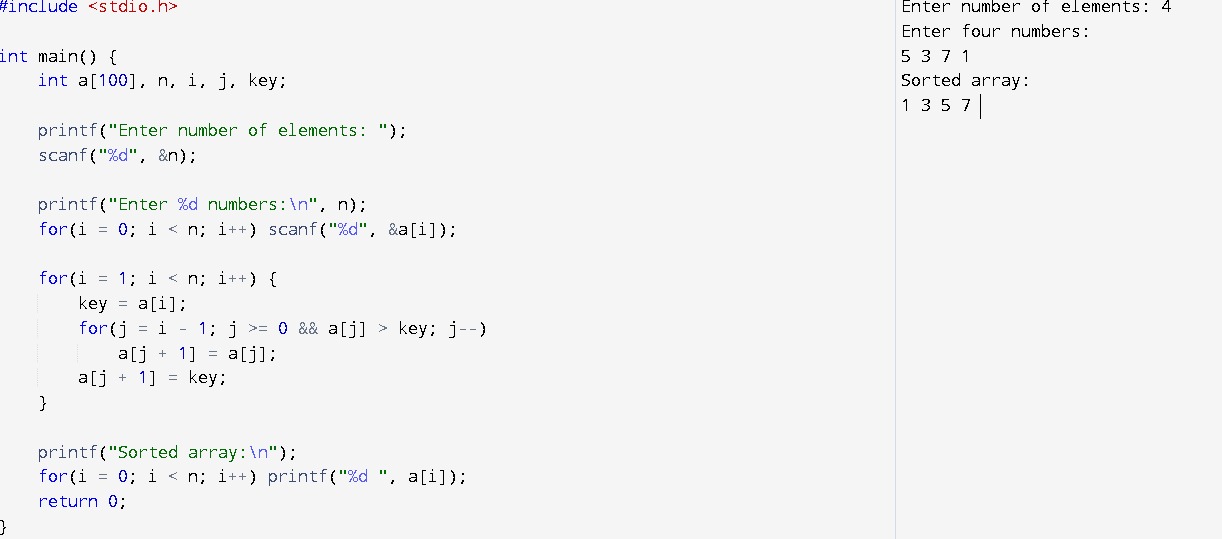 #include <stdio.h>
int main() {
    int a[100], n, i, j, key;
    printf("Enter number of elements: ");
    scanf("%d", &n);
    printf("Enter %d numbers:\n", n);
    for(i = 0; i < n; i++) scanf("%d", &a[i]);
    for(i = 1; i < n; i++) {
        key = a[i];
        for(j = i - 1; j >= 0 && a[j] > key; j--)
            a[j + 1] = a[j];
        a[j + 1] = key;
    }
    printf("Sorted array:\n");
    for(i = 0; i < n; i++) printf("%d ", a[i]);
    return 0;
}
Enter number of elements: 4
Enter four numbers:
5 3 7 1
Sorted array:
1 3 5 7